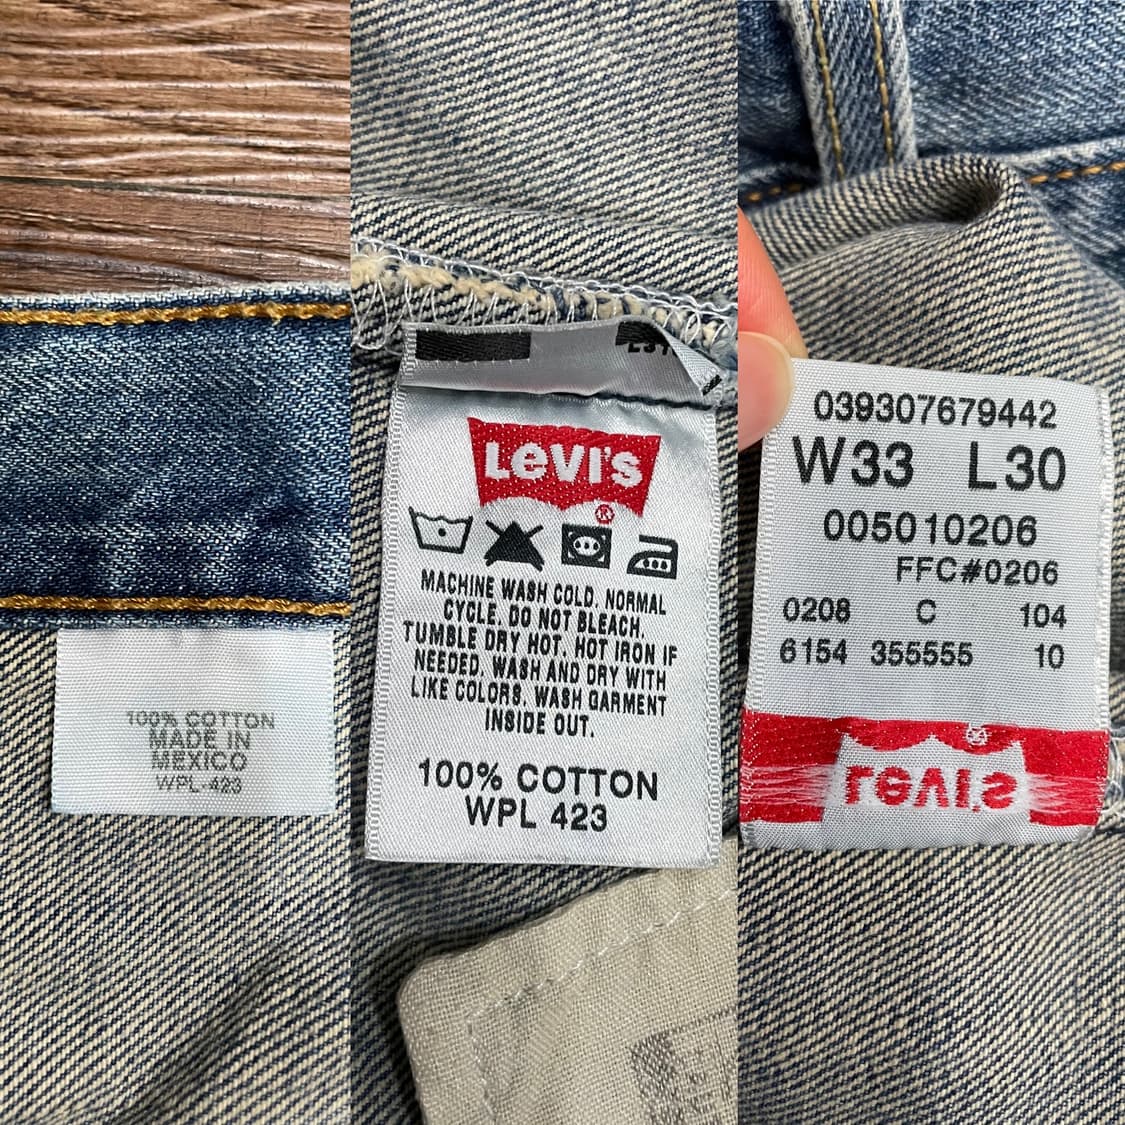 100% COTTON
MADE IN
MEXICO
WPL-423
Levi's
®
MACHINE WASH COLD. NORMAL
CYCLE. DO NOT BLEACH.
TUMBLE DRY HOT. HOT IRON IF
NEEDED. WASH AND DRY WITH
LIKE COLORS. WASH GARMENT
INSIDE OUT.
100% COTTON
WPL 423
039307679442
W33 L30
005010206
FFC#0206
0208 C 104
6154 355555 10
Levi's